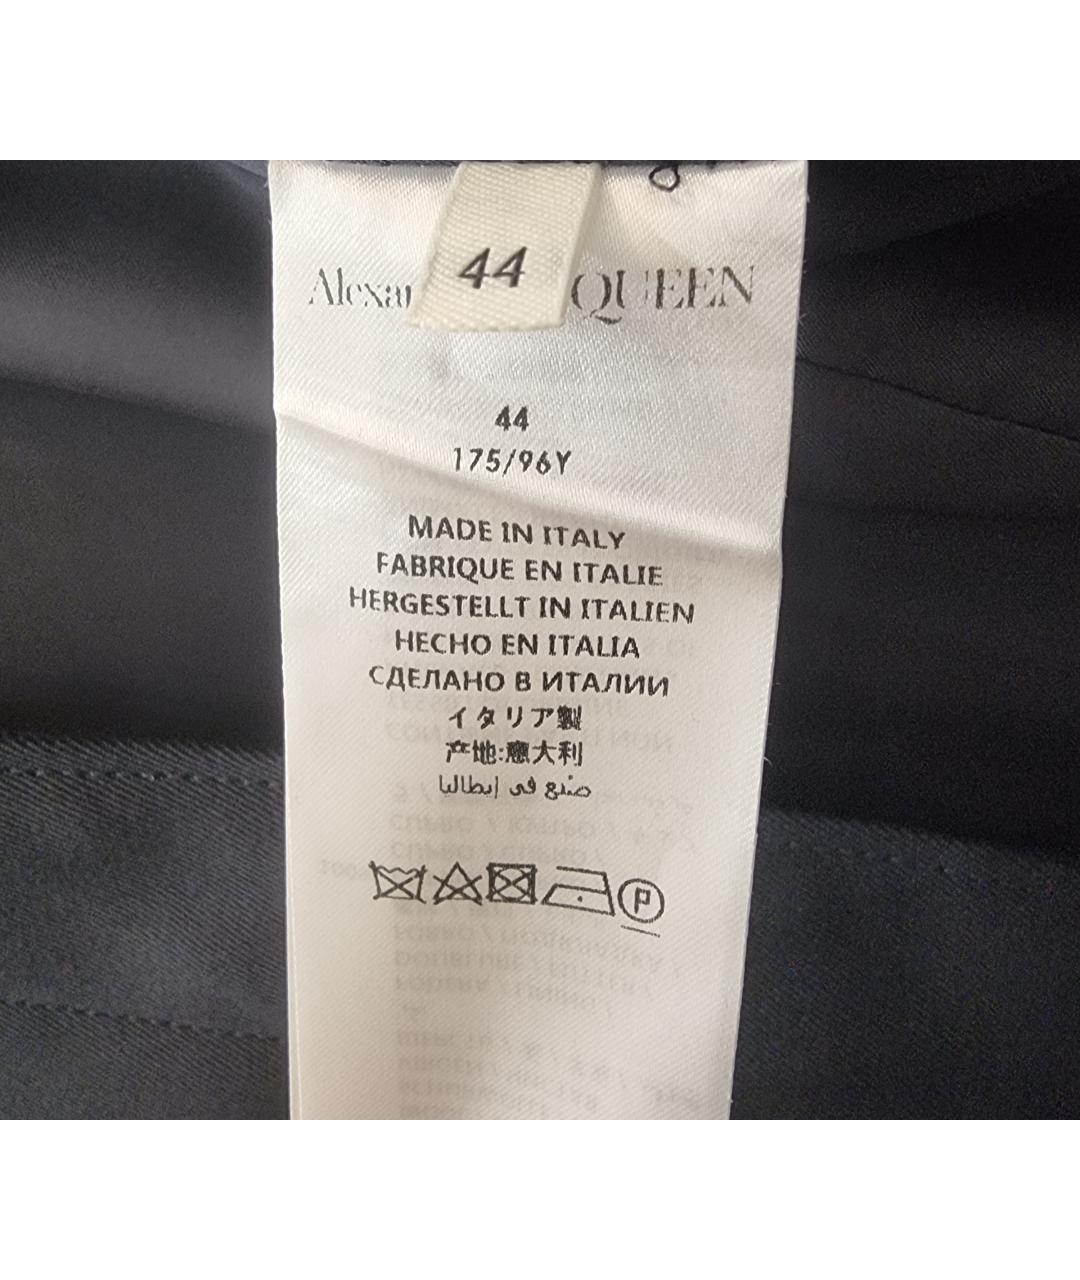 44
QUEEN
44
175/96Y
MADE IN ITALY
FABRIQUE EN ITALIE
HERGESTELLT IN ITALIEN
HECHO EN ITALIA
СДЕЛАНО В ИТАЛИИ
イタリア製
产地:意大利
صنع في إيطاليا
P